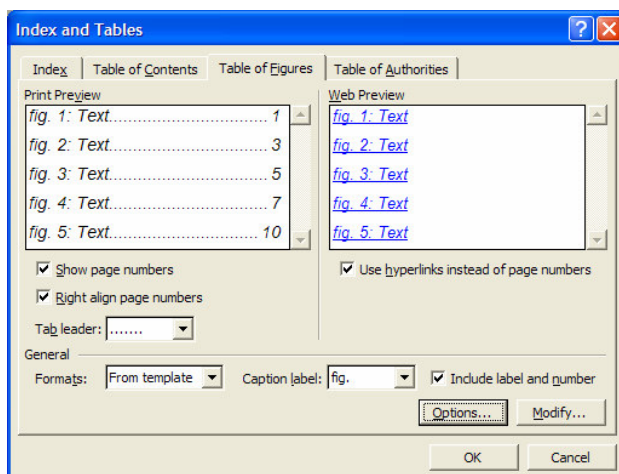 Index and Tables
Index Table of Contents Table of Figures Table of Authorities
Print Preview
fig. 1: Text........................................ 1
fig. 2: Text........................................ 3
fig. 3: Text........................................ 5
fig. 4: Text........................................ 7
fig. 5: Text...................................... 10
Show page numbers
Right align page numbers
Tab leader: .......
Web Preview
fig. 1: Text
fig. 2: Text
fig. 3: Text
fig. 4: Text
fig. 5: Text
Use hyperlinks instead of page numbers
General
Formats: From template Caption label: fig. Include label and number
Options... Modify...
OK Cancel